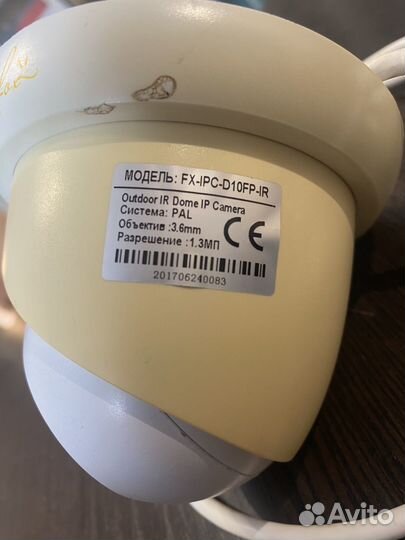 МОДЕЛЬ: FX-IPC-D10FP-IR
Outdoor IR Dome IP Camera
Система: PAL
Объектив :3.6mm
Разрешение :1.3МП
CE
201706240083
Avito